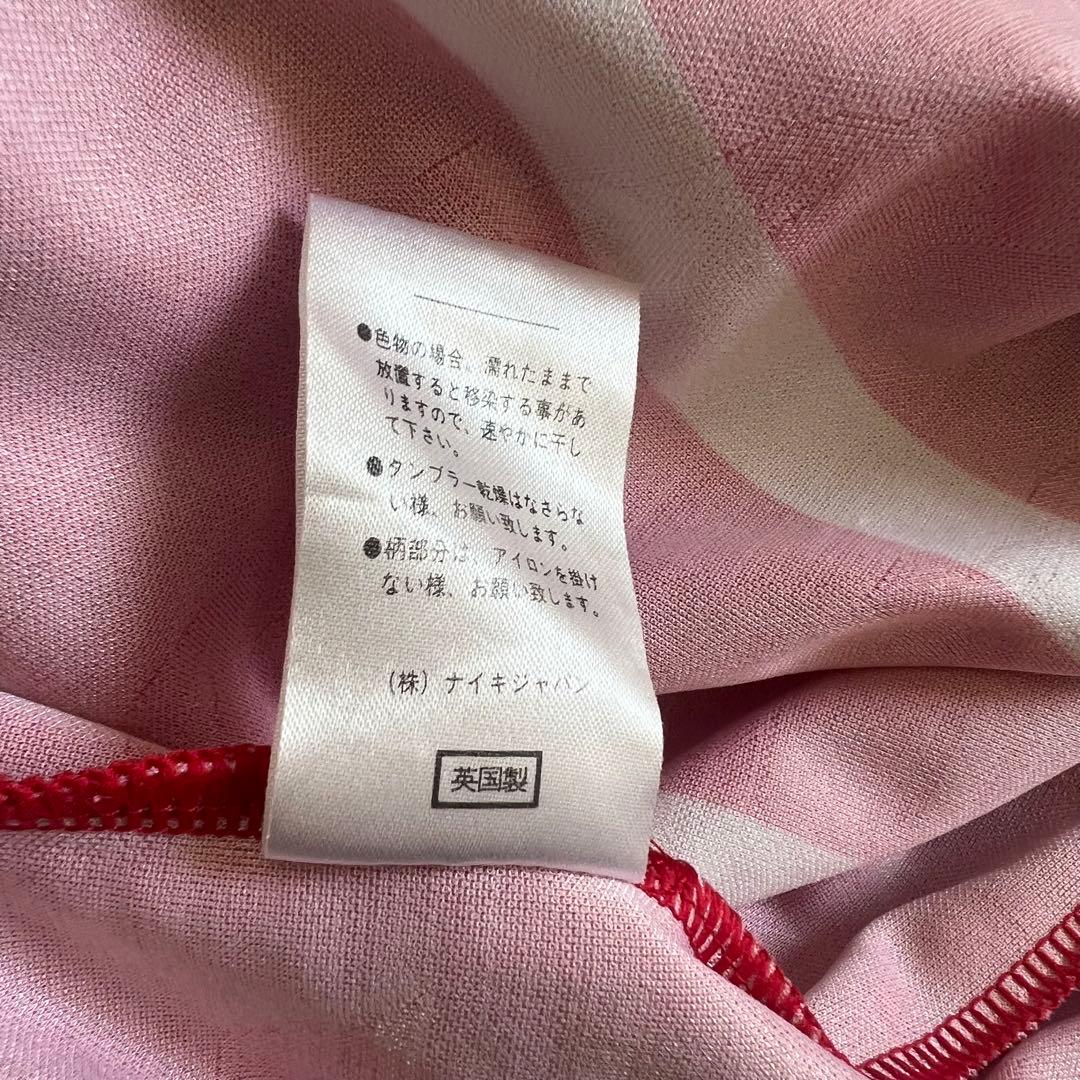 ●色物の場合、濡れたままで
放置すると移染する事があ
りますので、速やかに干し
て下さい。
●タンブラー乾燥はなさらな
い様、お願い致します。
●柄部分は、アイロンを掛け
ない様、お願い致します。
(株)ナイキジャパン
英国製